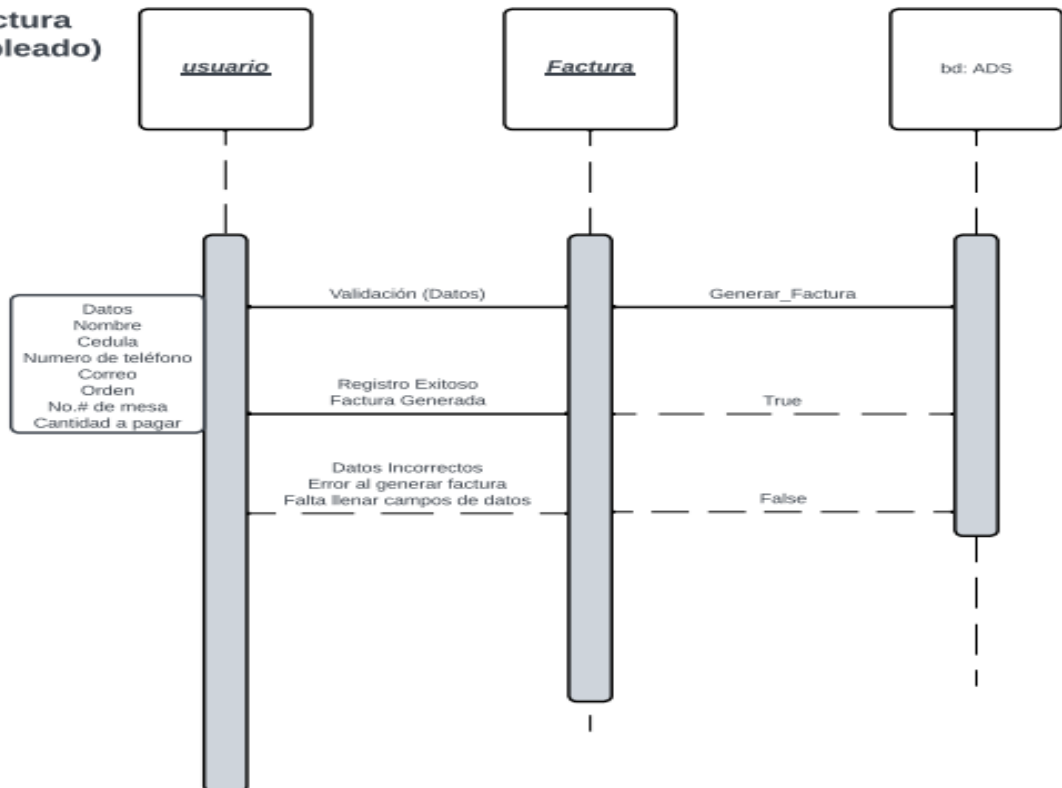 ctura
pleado)
usuario
Factura
bd: ADS
Validación (Datos)
Generar_Factura
Datos
Nombre
Cedula
Numero de teléfono
Correo
Orden
No.# de mesa
Cantidad a pagar
Registro Exitoso
Factura Generada
True
Datos Incorrectos
Error al generar factura
Falta llenar campos de datos
False